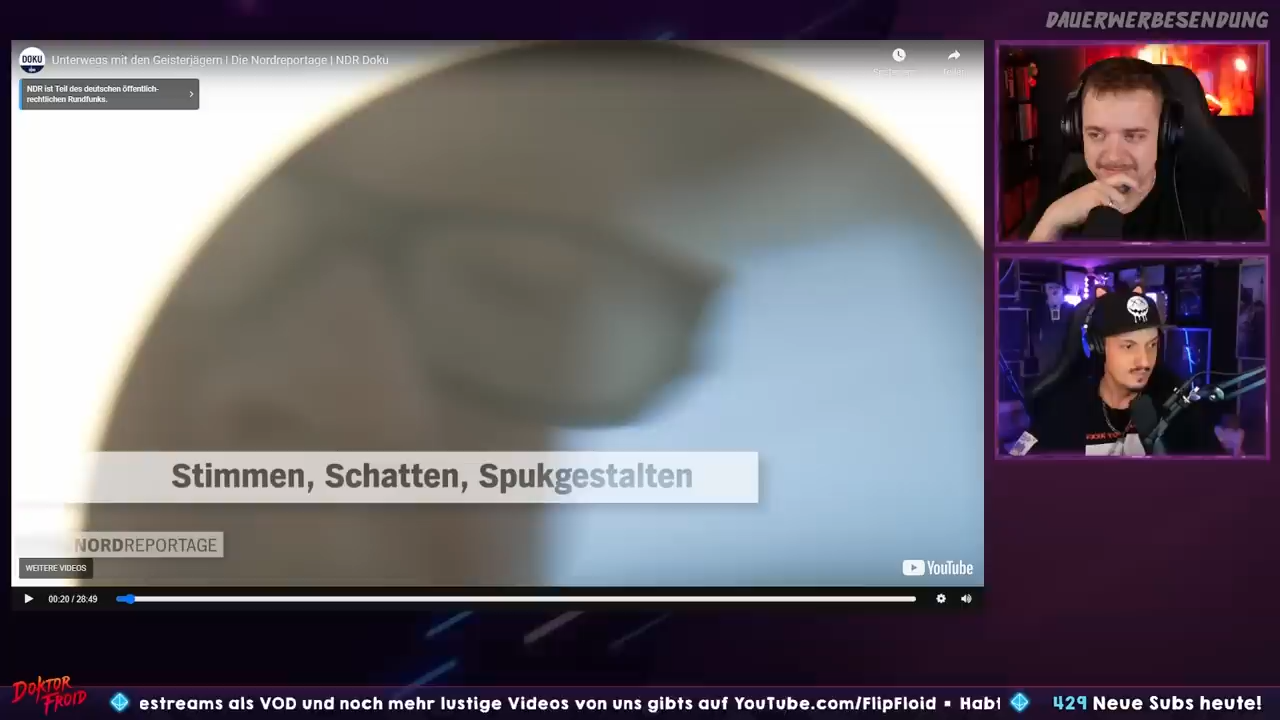 DAUERWERBESENDUNG
DOKU
Unterwegs mit den Geisterjägern I Die Nordreportage | NDR Doku
NDR ist Teil des deutschen öffentlich-
rechtlichen Rundfunks.
Stimmen, Schatten, Spukgestalten
NORDREPORTAGE
WEITERE VIDEOS
YouTube
00:20 / 28:49
DOKTOR
FROID
estreams als VOD und noch mehr lustige Videos von uns gibts auf YouTube.com/FlipFloid • Habt
429 Neue Subs heute!